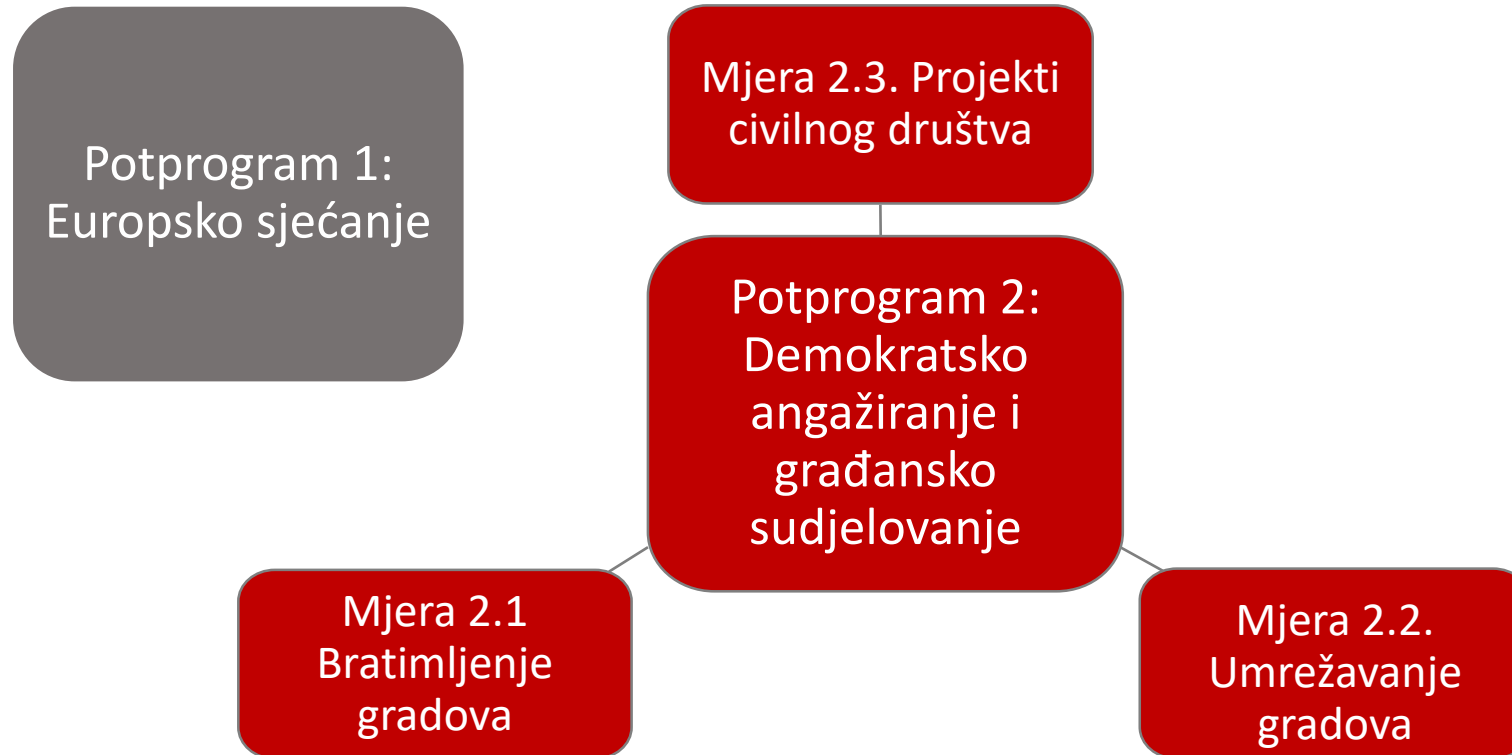 Potprogram 1:
Europsko sjećanje
Mjera 2.3. Projekti
civilnog društva
Potprogram 2:
Demokratsko
angažiranje i
građansko
sudjelovanje
Mjera 2.1
Bratimljenje
gradova
Mjera 2.2.
Umrežavanje
gradova